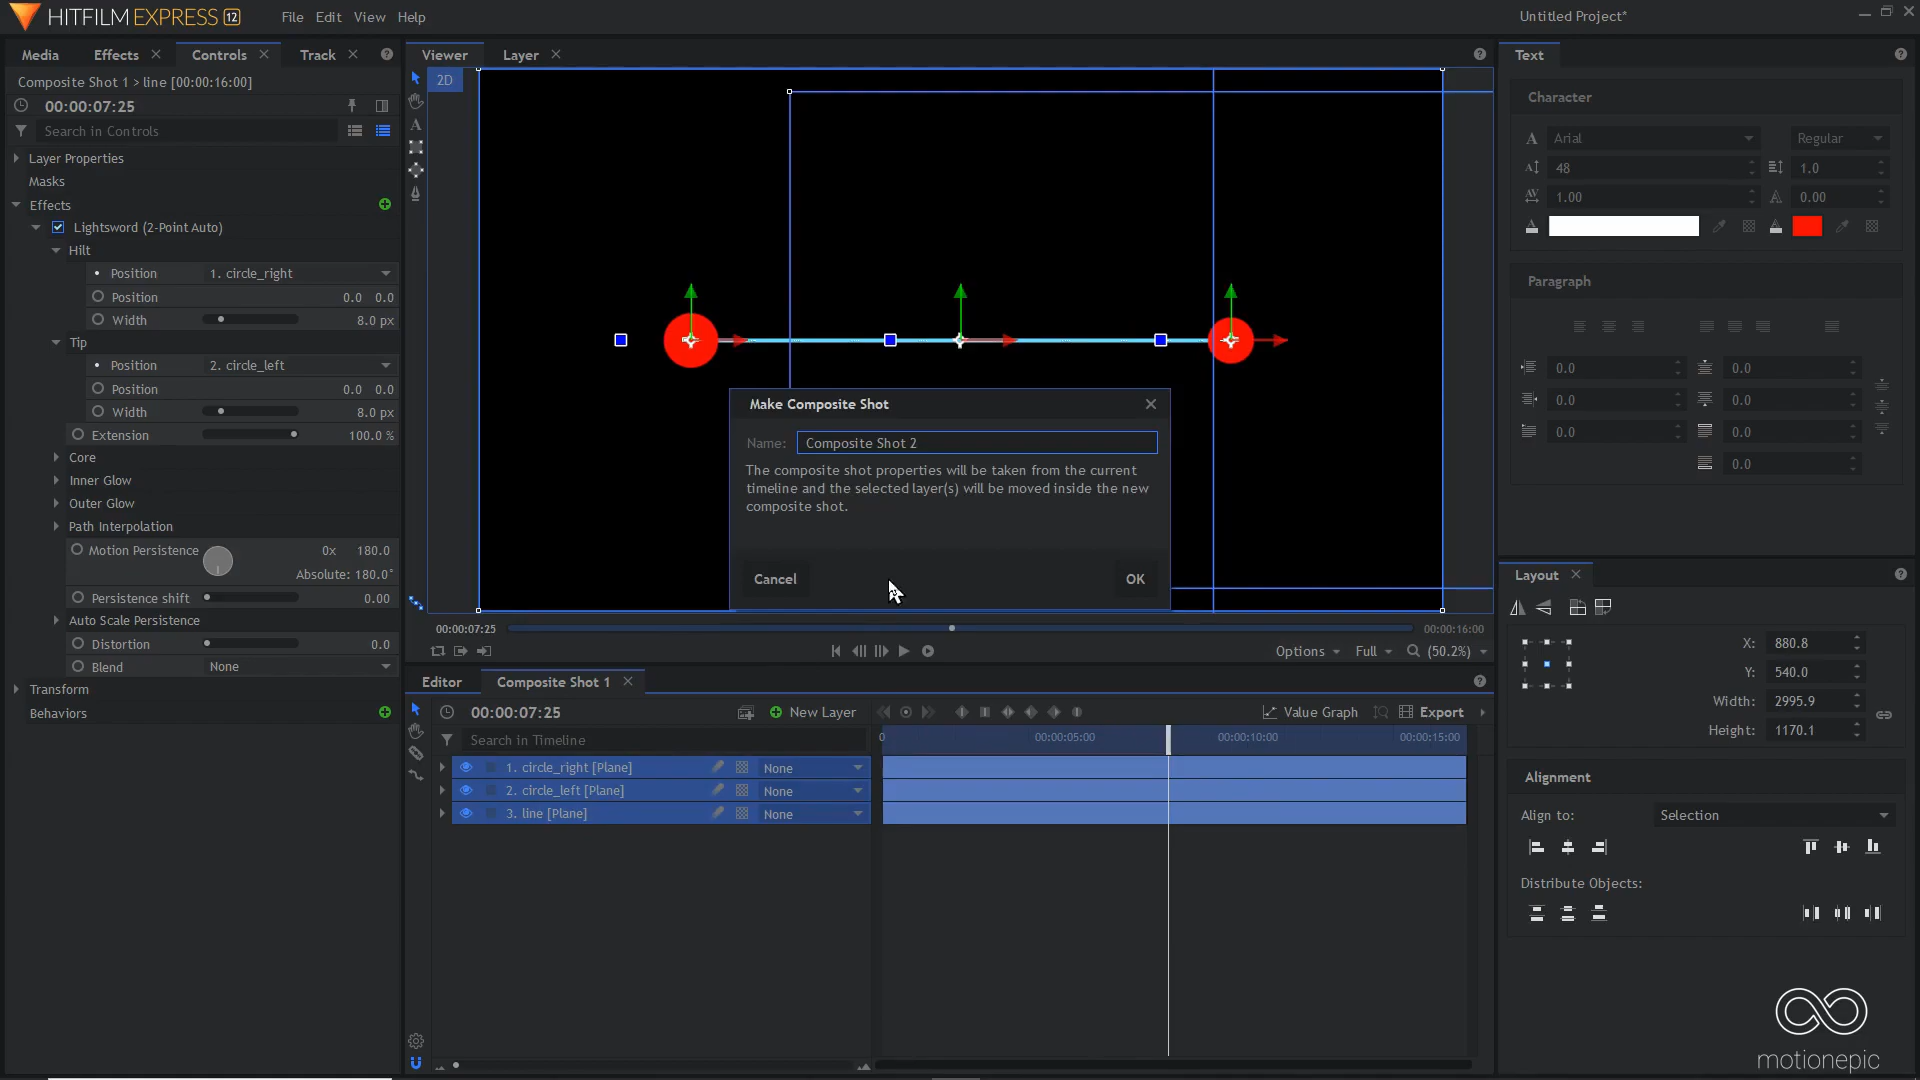 HITFILM EXPRESS 12
File Edit View Help
Untitled Project*
Media Effects Controls Track
Viewer Layer
Text
Composite Shot 1 > line [00:00:16:00]
00:00:07:25
Search in Controls
Layer Properties
Masks
Effects
Lightsword (2-Point Auto)
Hilt
Position 1. circle_right
Position 0.0 0.0
Width 8.0 px
Tip
Position 2. circle_left
Position 0.0 0.0
Width 8.0 px
Extension 100.0 %
Core
Inner Glow
Outer Glow
Path Interpolation
Motion Persistence 0x 180.0
Absolute: 180.0°
Persistence shift 0.00
Auto Scale Persistence
Distortion 0.0
Blend None
Transform
Behaviors
2D
Make Composite Shot
Name: Composite Shot 2
The composite shot properties will be taken from the current
timeline and the selected layer(s) will be moved inside the new
composite shot.
Cancel OK
00:00:07:25 00:00:16:00
Options Full (50.2%)
Editor Composite Shot 1
00:00:07:25 New Layer Value Graph Export
Search in Timeline
0 00:00:05:00 00:00:10:00 00:00:15:00
1. circle_right [Plane] None
2. circle_left [Plane] None
3. line [Plane] None
Character
Arial Regular
48 1.0
1.00 0.00
Paragraph
0.0 0.0
0.0 0.0
0.0 0.0
0.0
Layout
X: 880.8
Y: 540.0
Width: 2995.9
Height: 1170.1
Alignment
Align to: Selection
Distribute Objects:
motionepic